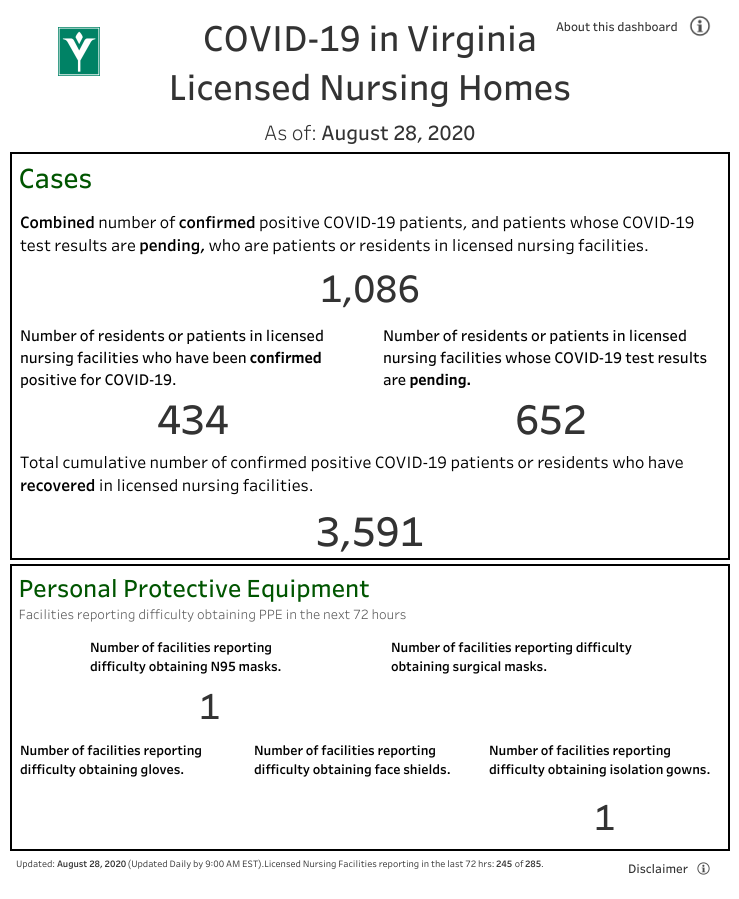 COVID-19 in Virginia
About this dashboard
Licensed Nursing Homes
As of: August 28, 2020
Cases
Combined number of confirmed positive COVID-19 patients, and patients whose COVID-19
test results are pending, who are patients or residents in licensed nursing facilities.
1,086
Number of residents or patients in licensed
nursing facilities who have been confirmed
positive for COVID-19.
434
Number of residents or patients in licensed
nursing facilities whose COVID-19 test results
are pending.
652
Total cumulative number of confirmed positive COVID-19 patients or residents who have
recovered in licensed nursing facilities.
3,591
Personal Protective Equipment
Facilities reporting difficulty obtaining PPE in the next 72 hours
Number of facilities reporting
difficulty obtaining N95 masks.
1
Number of facilities reporting difficulty
obtaining surgical masks.
Number of facilities reporting
difficulty obtaining gloves.
Number of facilities reporting
difficulty obtaining face shields.
Number of facilities reporting
difficulty obtaining isolation gowns.
1
Updated: August 28, 2020 (Updated Daily by 9:00 AM EST).Licensed Nursing Facilities reporting in the last 72 hrs: 245 of 285.
Disclaimer